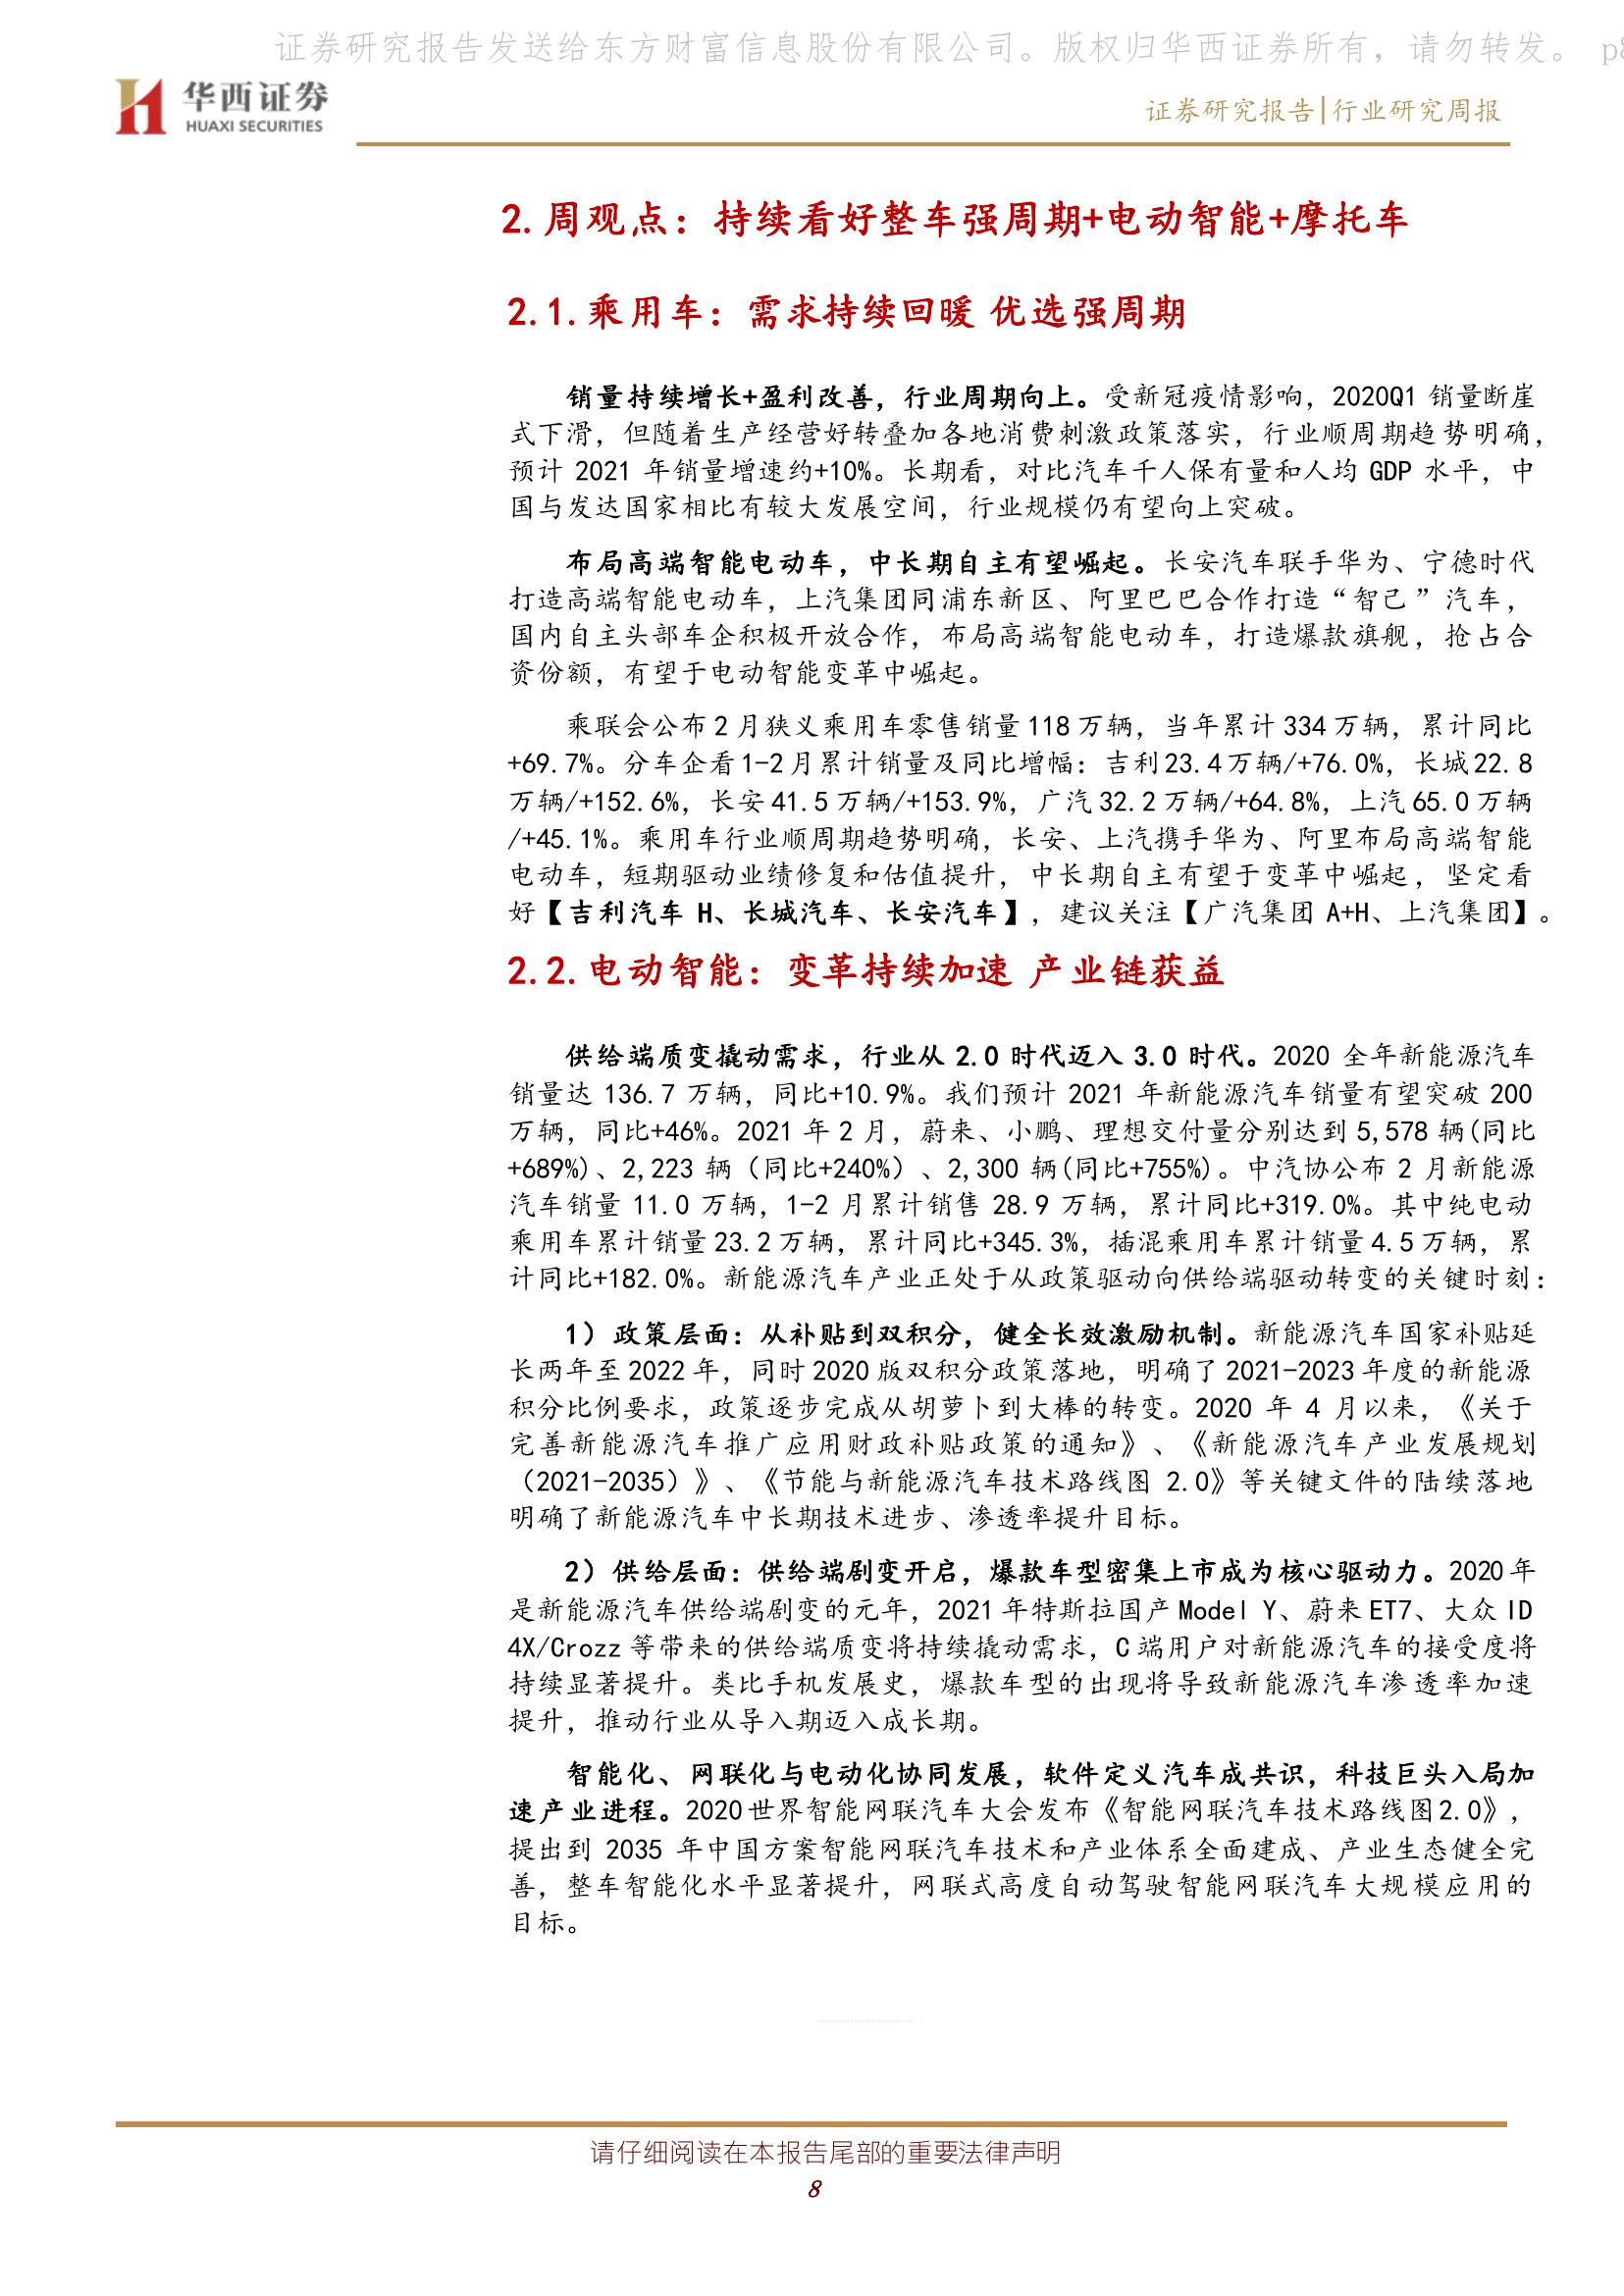 证券研究报告发送给东方财富信息股份有限公司。版权归华西证券所有，请勿转发。 p8
华西证券
HUAXI SECURITIES
证券研究报告|行业研究周报
2.周观点：持续看好整车强周期+电动智能+摩托车
2.1.乘用车：需求持续回暖 优选强周期
销量持续增长+盈利改善，行业周期向上。受新冠疫情影响，2020Q1 销量断崖
式下滑，但随着生产经营好转叠加各地消费刺激政策落实，行业顺周期趋势明确，
预计 2021 年销量增速约+10%。长期看，对比汽车千人保有量和人均 GDP 水平，中
国与发达国家相比有较大发展空间，行业规模仍有望向上突破。
布局高端智能电动车，中长期自主有望崛起。长安汽车联手华为、宁德时代
打造高端智能电动车，上汽集团同浦东新区、阿里巴巴合作打造“智己”汽车，
国内自主头部车企积极开放合作，布局高端智能电动车，打造爆款旗舰，抢占合
资份额，有望于电动智能变革中崛起。
乘联会公布 2 月狭义乘用车零售销量 118 万辆，当年累计 334 万辆，累计同比
+69.7%。分车企看 1-2 月累计销量及同比增幅：吉利 23.4 万辆/+76.0%，长城 22.8
万辆/+152.6%，长安 41.5 万辆/+153.9%，广汽 32.2 万辆/+64.8%，上汽 65.0 万辆
/+45.1%。乘用车行业顺周期趋势明确，长安、上汽携手华为、阿里布局高端智能
电动车，短期驱动业绩修复和估值提升，中长期自主有望于变革中崛起，坚定看
好【吉利汽车 H、长城汽车、长安汽车】，建议关注【广汽集团 A+H、上汽集团】。
2.2.电动智能：变革持续加速 产业链获益
供给端质变撬动需求，行业从 2.0 时代迈入 3.0 时代。2020 全年新能源汽车
销量达 136.7 万辆，同比+10.9%。我们预计 2021 年新能源汽车销量有望突破 200
万辆，同比+46%。2021 年 2 月，蔚来、小鹏、理想交付量分别达到 5,578 辆(同比
+689%)、2,223 辆（同比+240%）、2,300 辆(同比+755%)。中汽协公布 2 月新能源
汽车销量 11.0 万辆，1-2 月累计销售 28.9 万辆，累计同比+319.0%。其中纯电动
乘用车累计销量 23.2 万辆，累计同比+345.3%，插混乘用车累计销量 4.5 万辆，累
计同比+182.0%。新能源汽车产业正处于从政策驱动向供给端驱动转变的关键时刻：
1）政策层面：从补贴到双积分，健全长效激励机制。新能源汽车国家补贴延
长两年至 2022 年，同时 2020 版双积分政策落地，明确了 2021-2023 年度的新能源
积分比例要求，政策逐步完成从胡萝卜到大棒的转变。2020 年 4 月以来，《关于
完善新能源汽车推广应用财政补贴政策的通知》、《新能源汽车产业发展规划
（2021-2035）》、《节能与新能源汽车技术路线图 2.0》等关键文件的陆续落地
明确了新能源汽车中长期技术进步、渗透率提升目标。
2）供给层面：供给端剧变开启，爆款车型密集上市成为核心驱动力。2020 年
是新能源汽车供给端剧变的元年，2021 年特斯拉国产 Model Y、蔚来 ET7、大众 ID
4X/Crozz 等带来的供给端质变将持续撬动需求，C 端用户对新能源汽车的接受度将
持续显著提升。类比手机发展史，爆款车型的出现将导致新能源汽车渗透率加速
提升，推动行业从导入期迈入成长期。
智能化、网联化与电动化协同发展，软件定义汽车成共识，科技巨头入局加
速产业进程。2020 世界智能网联汽车大会发布《智能网联汽车技术路线图2.0》，
提出到 2035 年中国方案智能网联汽车技术和产业体系全面建成、产业生态健全完
善，整车智能化水平显著提升，网联式高度自动驾驶智能网联汽车大规模应用的
目标。
请仔细阅读在本报告尾部的重要法律声明
8